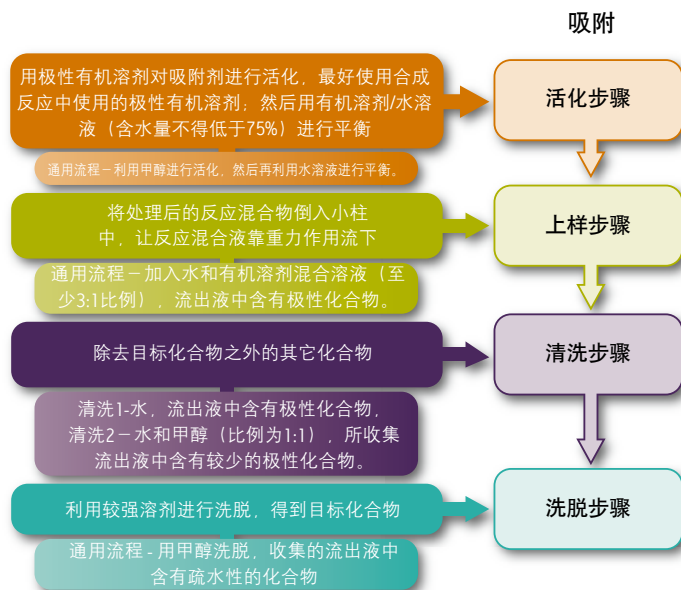 吸附
用极性有机溶剂对吸附剂进行活化，最好使用合成
反应中使用的极性有机溶剂；然后用有机溶剂/水溶
液（含水量不得低于75%）进行平衡
活化步骤
通用流程－利用甲醇进行活化，然后再利用水溶液进行平衡。
将处理后的反应混合物倒入小柱
中，让反应混合液靠重力作用流下
上样步骤
通用流程－加入水和有机溶剂混合溶液（至
少3:1比例），流出液中含有极性化合物。
除去目标化合物之外的其它化合物
清洗步骤
清洗1-水，流出液中含有极性化合物，
清洗2－水和甲醇（比例为1:1），所收集
流出液中含有较少的极性化合物。
利用较强溶剂进行洗脱，得到目标化合物
洗脱步骤
通用流程 - 用甲醇洗脱，收集的流出液中
含有疏水性的化合物